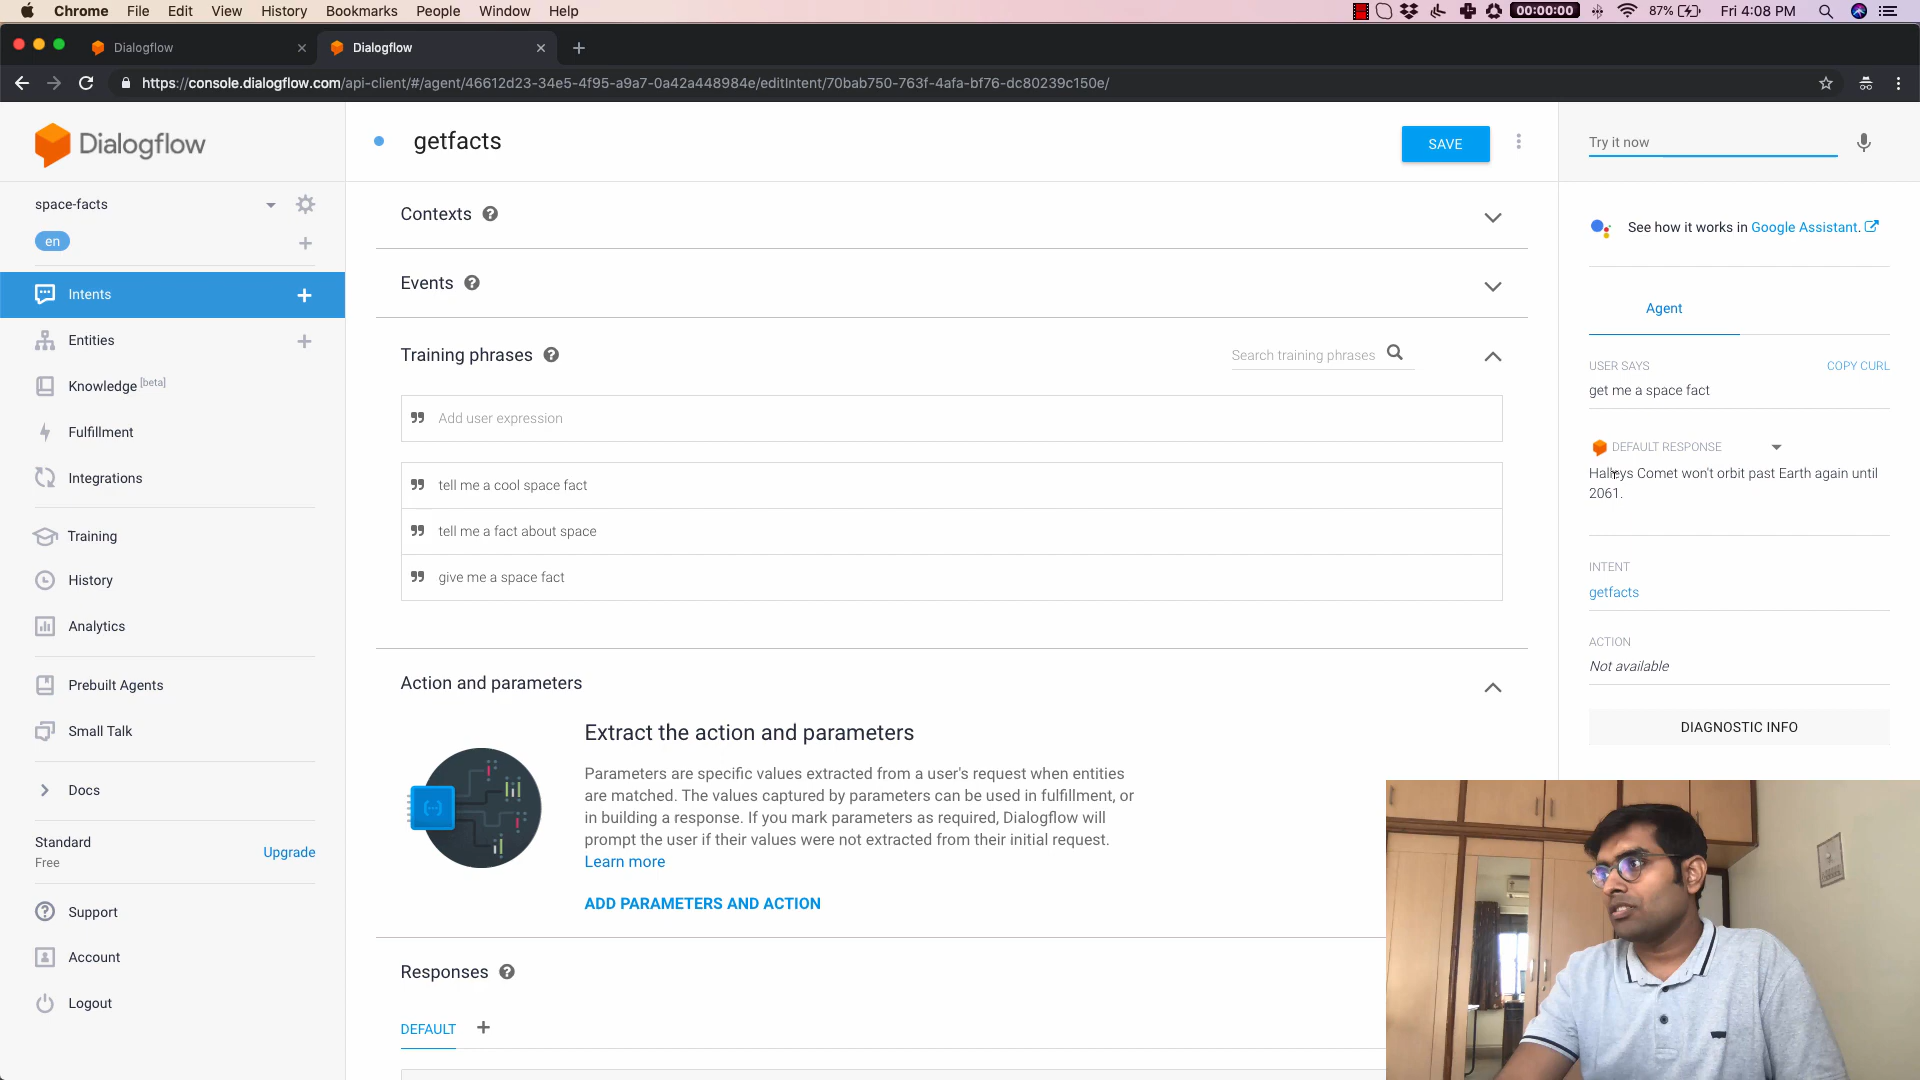 Chrome File Edit View History Bookmarks People Window Help
00:00:00
87%
Fri 4:08 PM
Dialogflow
Dialogflow
https://console.dialogflow.com/api-client/#/agent/46612d23-34e5-4f95-a9a7-0a42a448984e/editIntent/70bab750-763f-4afa-bf76-dc80239c150e/
Dialogflow
space-facts
en
Intents
Entities
Knowledge [beta]
Fulfillment
Integrations
Training
History
Analytics
Prebuilt Agents
Small Talk
Docs
Standard
Free
Upgrade
Support
Account
Logout
getfacts
SAVE
Contexts
Events
Training phrases
Search training phrases
Add user expression
tell me a cool space fact
tell me a fact about space
give me a space fact
Action and parameters
Extract the action and parameters
Parameters are specific values extracted from a user's request when entities
are matched. The values captured by parameters can be used in fulfillment, or
in building a response. If you mark parameters as required, Dialogflow will
prompt the user if their values were not extracted from their initial request.
Learn more
ADD PARAMETERS AND ACTION
Responses
DEFAULT
Try it now
See how it works in Google Assistant.
Agent
USER SAYS
COPY CURL
get me a space fact
DEFAULT RESPONSE
Halleys Comet won't orbit past Earth again until
2061.
INTENT
getfacts
ACTION
Not available
DIAGNOSTIC INFO